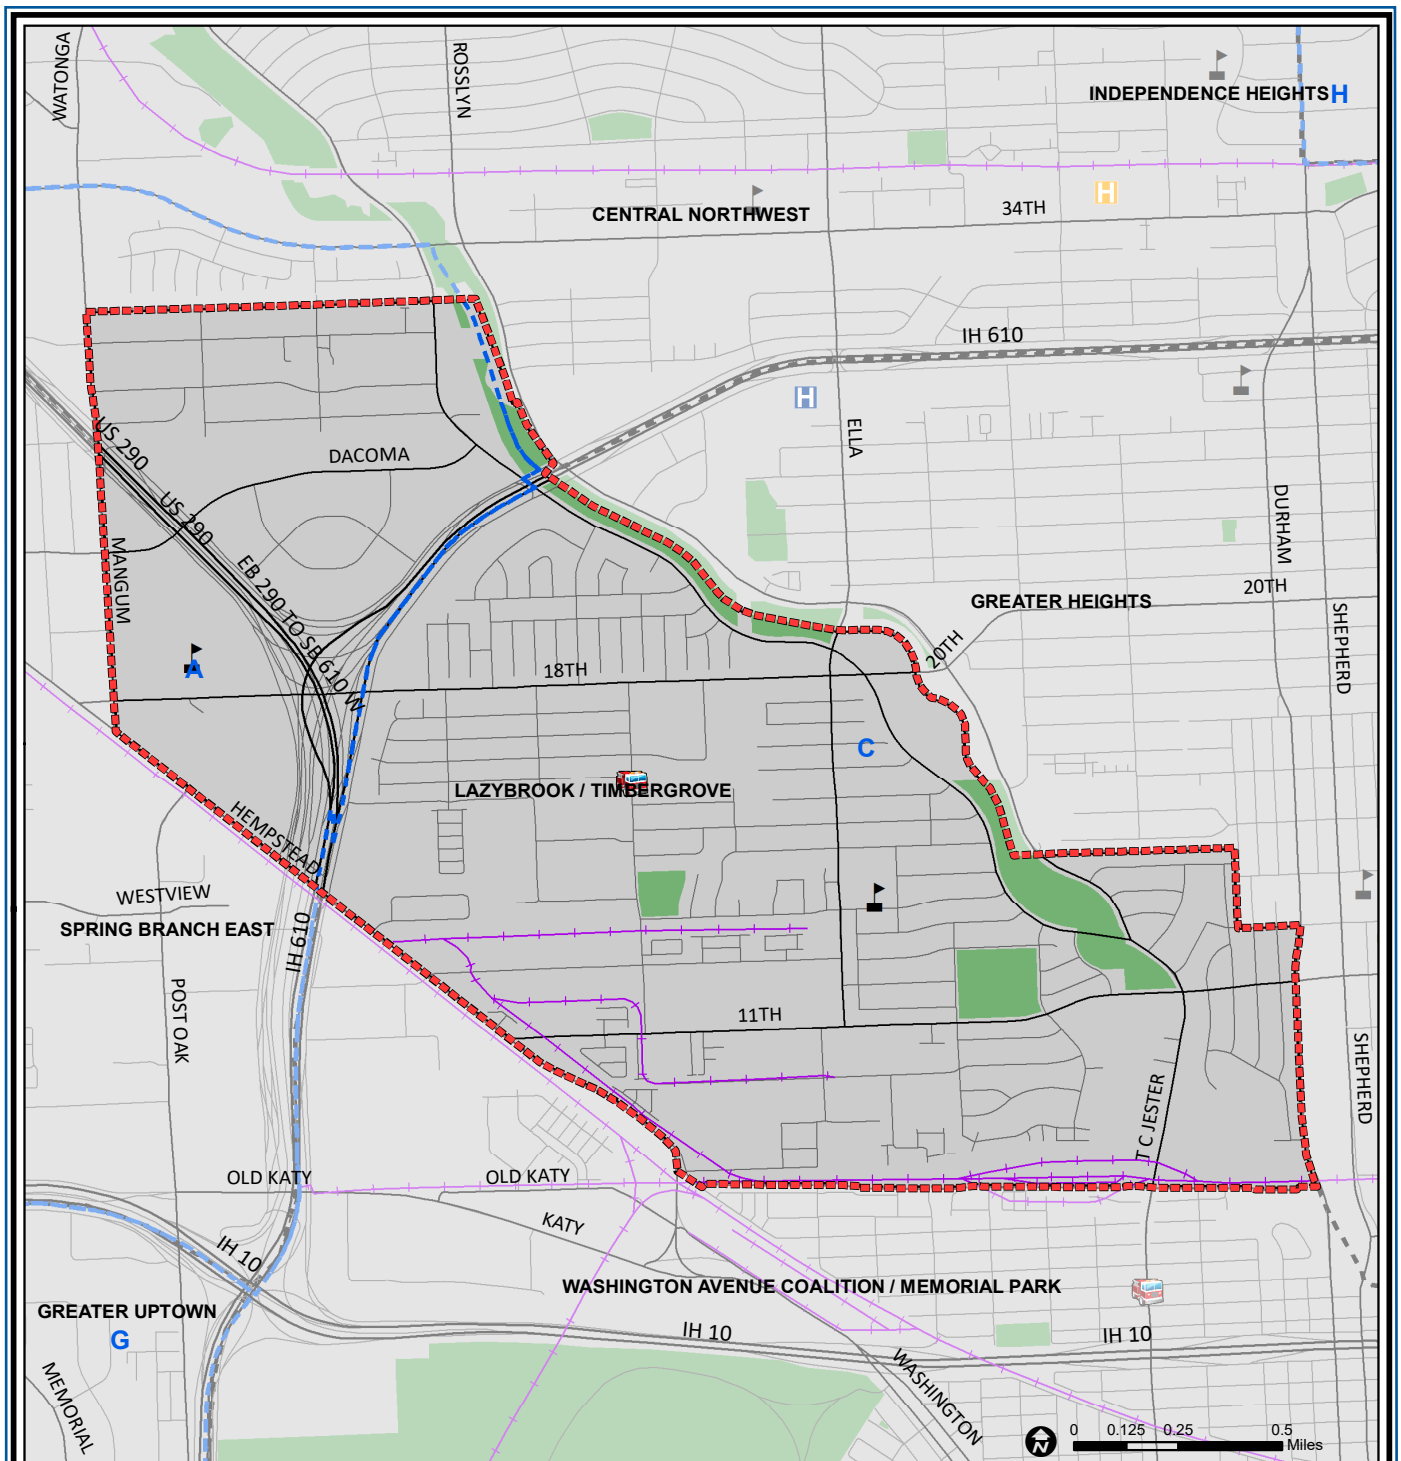 WATONGA
ROSSLYN
INDEPENDENCE HEIGHTS H
H
CENTRAL NORTHWEST
34TH
IH 610
H
ELLA
US 290
DACOMA
US 290
DURHAM
MANGUM
EB 290 TO SB 610 W
20TH
GREATER HEIGHTS
SHEPHERD
20TH
A
18TH
C
LAZYBROOK / TIMBERGROVE
HEMPSTEAD
WESTVIEW
SPRING BRANCH EAST
IH 610
POST OAK
11TH
SHEPHERD
T C JESTER
OLD KATY
OLD KATY
KATY
IH 10
WASHINGTON AVENUE COALITION / MEMORIAL PARK
GREATER UPTOWN
G
IH 10
IH 10
MEMORIAL
WASHINGTON
N
0 0.125 0.25 0.5
Miles